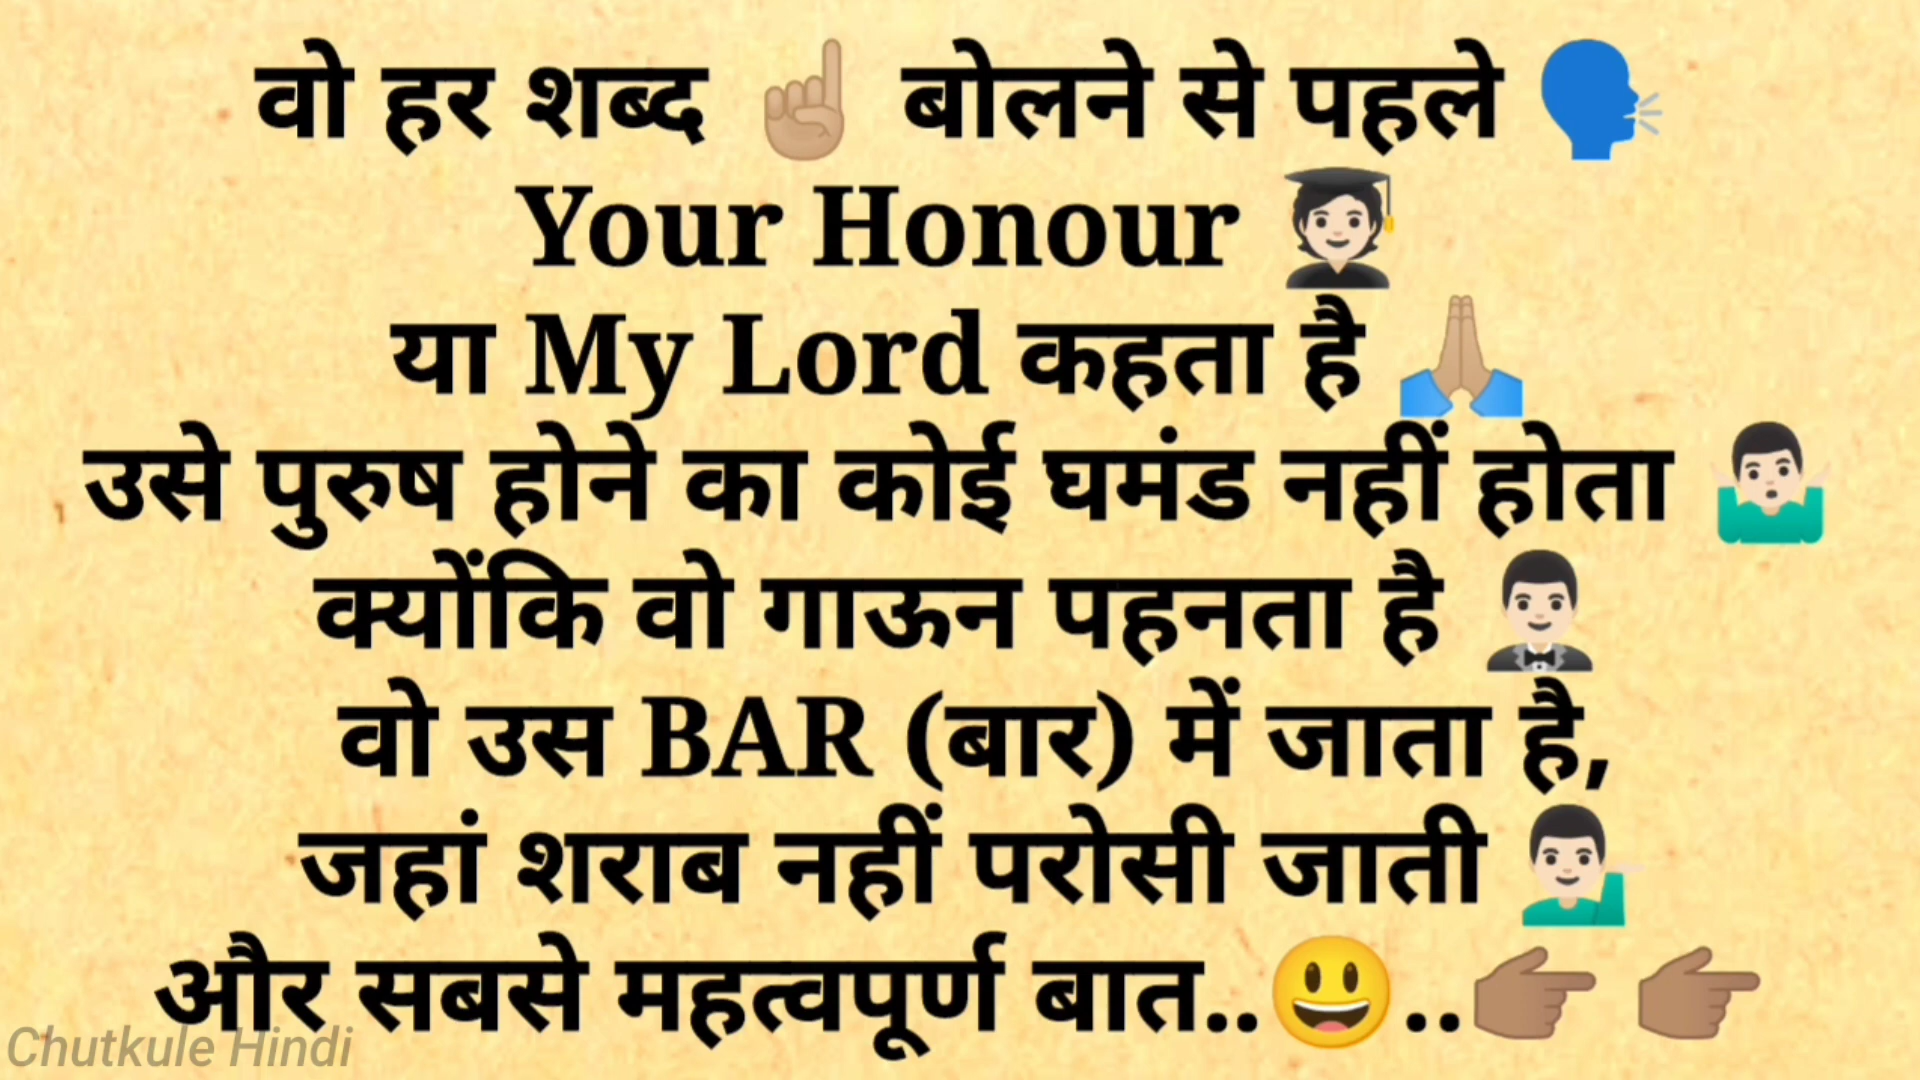 वो हर शब्द ☝🏼 बोलने से पहले 🗣️
Your Honour 🧑🏻‍🎓
या My Lord कहता है 🙏🏼
उसे पुरुष होने का कोई घमंड नहीं होता 🤷🏻‍♂️
क्योंकि वो गाऊन पहनता है 🤵🏻‍♂️
वो उस BAR (बार) में जाता है,
जहां शराब नहीं परोसी जाती 💁🏻‍♂️
और सबसे महत्वपूर्ण बात..😃..👉🏽 👉🏽
Chutkule Hindi